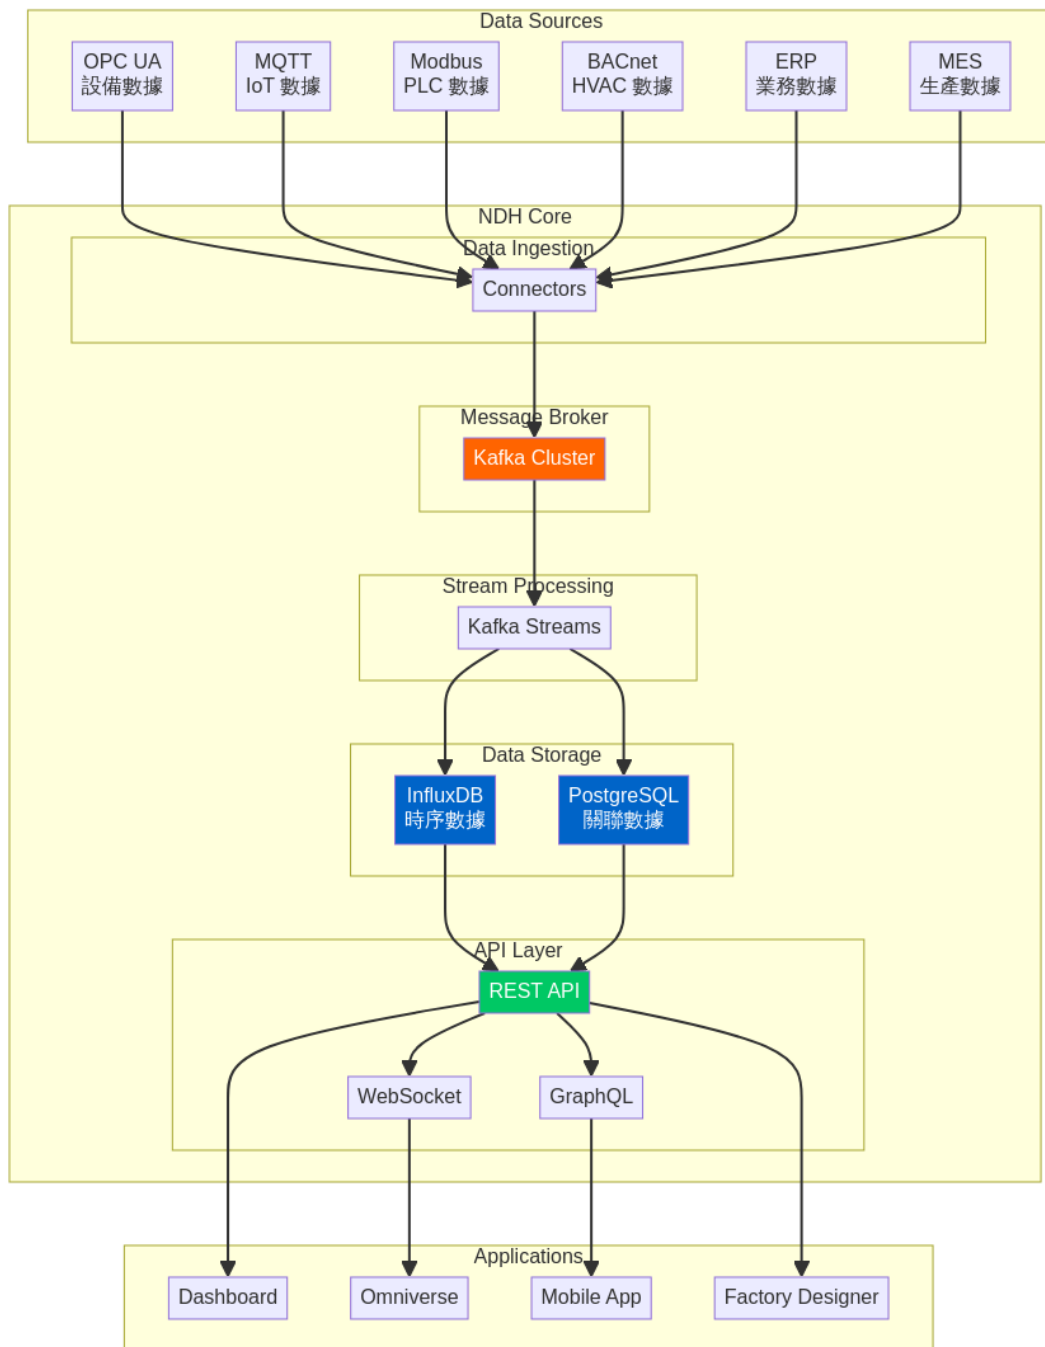 Data Sources
OPC UA
設備數據
MQTT
IoT 數據
Modbus
PLC 數據
BACnet
HVAC 數據
ERP
業務數據
MES
生產數據
NDH Core
Data Ingestion
Connectors
Message Broker
Kafka Cluster
Stream Processing
Kafka Streams
Data Storage
InfluxDB
時序數據
PostgreSQL
關聯數據
API Layer
REST API
WebSocket
GraphQL
Applications
Dashboard
Omniverse
Mobile App
Factory Designer